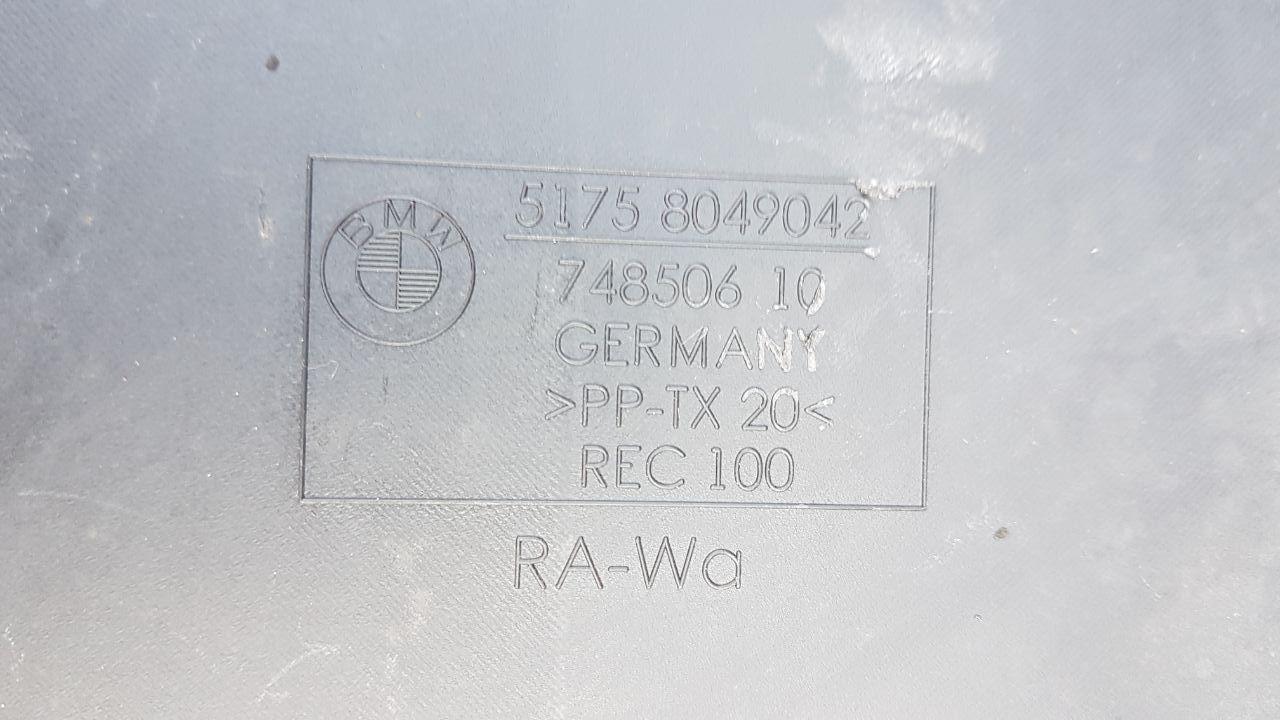 BMW
5175 8049042
748506 10
GERMANY
>PP-TX 20<
REC 100
RA-Wa